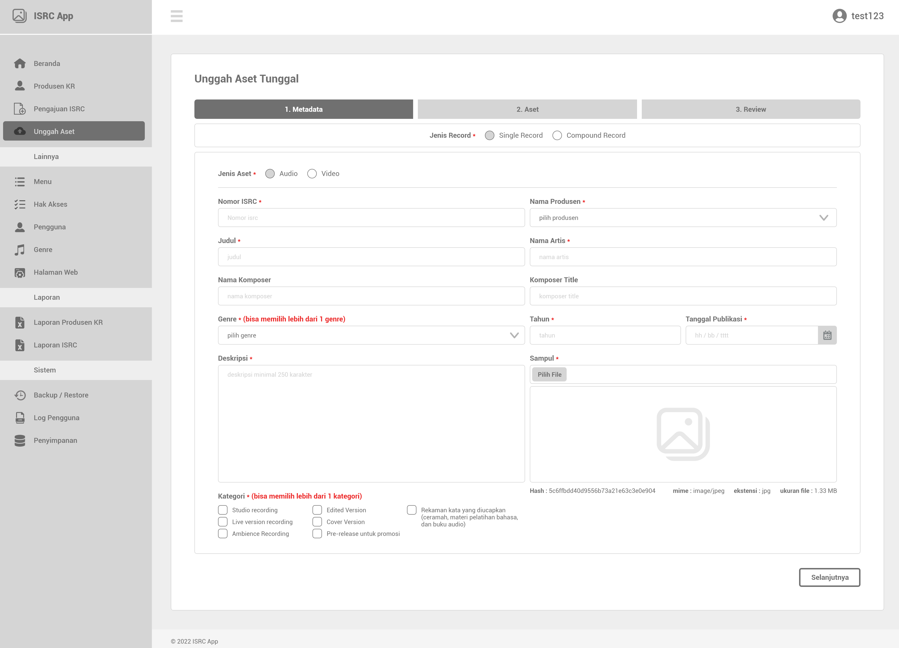 ISRC App
test123
Beranda
Produsen KR
Pengajuan ISRC
Unggah Aset
Lainnya
Menu
Hak Akses
Pengguna
Genre
Halaman Web
Laporan
Laporan Produsen KR
Laporan ISRC
Sistem
Backup / Restore
Log Pengguna
Penyimpanan
Unggah Aset Tunggal
1. Metadata
2. Aset
3. Review
Jenis Record • Single Record Compound Record
Jenis Aset • Audio Video
Nomor ISRC •
Nomor isrc
Nama Produsen •
pilih produsen
Judul •
judul
Nama Artis •
nama artis
Nama Komposer
nama komposer
Komposer Title
komposer title
Genre • (bisa memilih lebih dari 1 genre)
pilih genre
Tahun •
tahun
Tanggal Publikasi •
Deskripsi •
deskripsi minimal 250 karakter
Sampul •
Pilih File
Hash : 5c6ffbdd40d9556b73a21e63c3e0e904 mime : image/jpeg ekstensi : jpg ukuran file : 1.33 MB
Kategori • (bisa memilih lebih dari 1 kategori)
Studio recording
Live version recording
Ambience Recording
Edited Version
Cover Version
Pre-release untuk promosi
Rekaman kata yang diucapkan
(ceramah, materi pelatihan bahasa,
dan buku audio)
Selanjutnya
© 2022 ISRC App